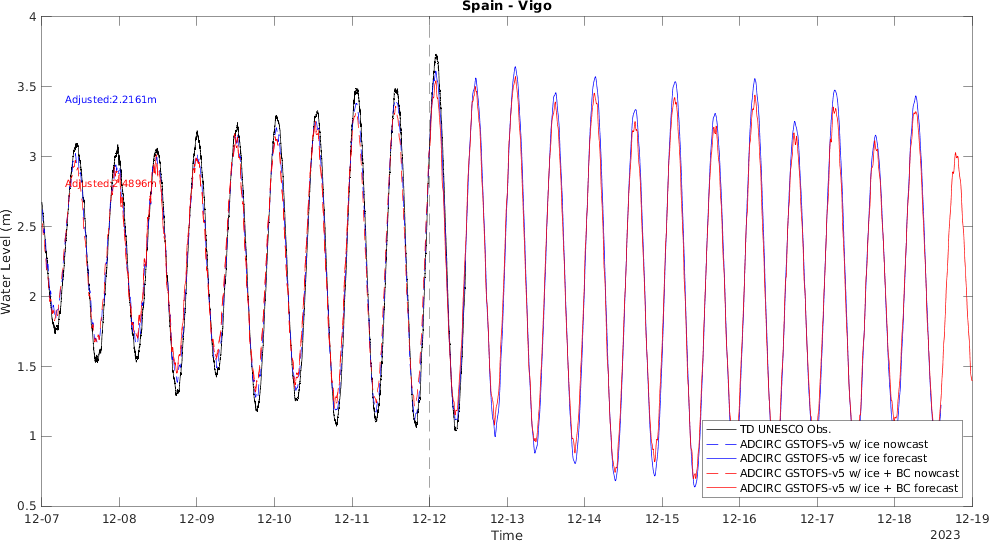 Spain - Vigo
4
3.5
3
2.5
2
1.5
1
0.5
Water Level (m)
Adjusted:2.2161m
Adjusted:2.4896m
TD UNESCO Obs.
ADCIRC GSTOFS-v5 w/ ice nowcast
ADCIRC GSTOFS-v5 w/ ice forecast
ADCIRC GSTOFS-v5 w/ ice + BC nowcast
ADCIRC GSTOFS-v5 w/ ice + BC forecast
12-07 12-08 12-09 12-10 12-11 12-12 12-13 12-14 12-15 12-16 12-17 12-18 12-19
Time
2023